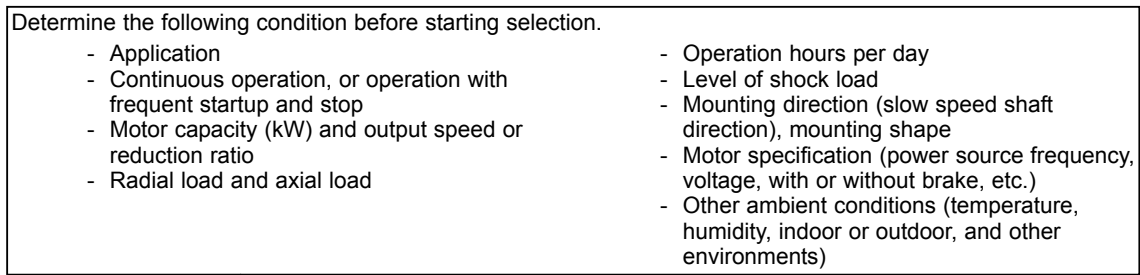 Determine the following condition before starting selection.
- Application
- Continuous operation, or operation with
frequent startup and stop
- Motor capacity (kW) and output speed or
reduction ratio
- Radial load and axial load
- Operation hours per day
- Level of shock load
- Mounting direction (slow speed shaft
direction), mounting shape
- Motor specification (power source frequency,
voltage, with or without brake, etc.)
- Other ambient conditions (temperature,
humidity, indoor or outdoor, and other
environments)